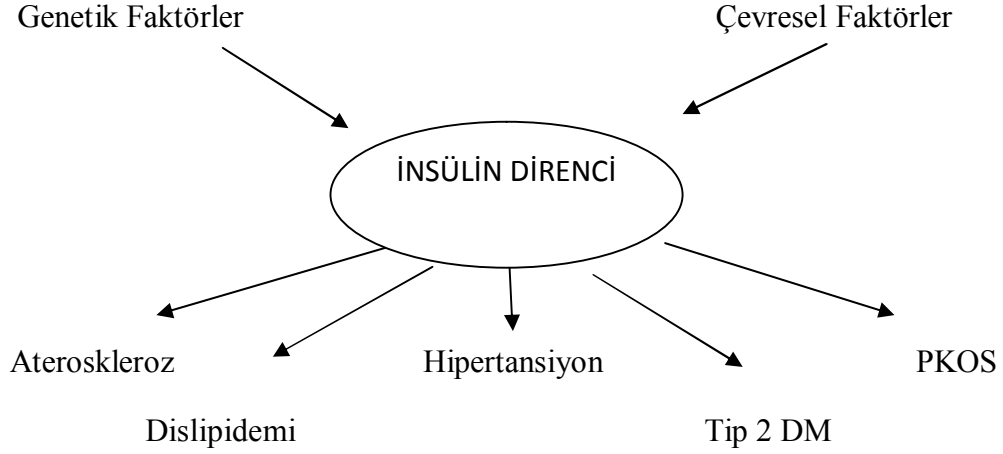 Genetik Faktörler Çevresel Faktörler
İNSÜLİN DİRENCİ
Ateroskleroz Hipertansiyon PKOS
Dislipidemi Tip 2 DM